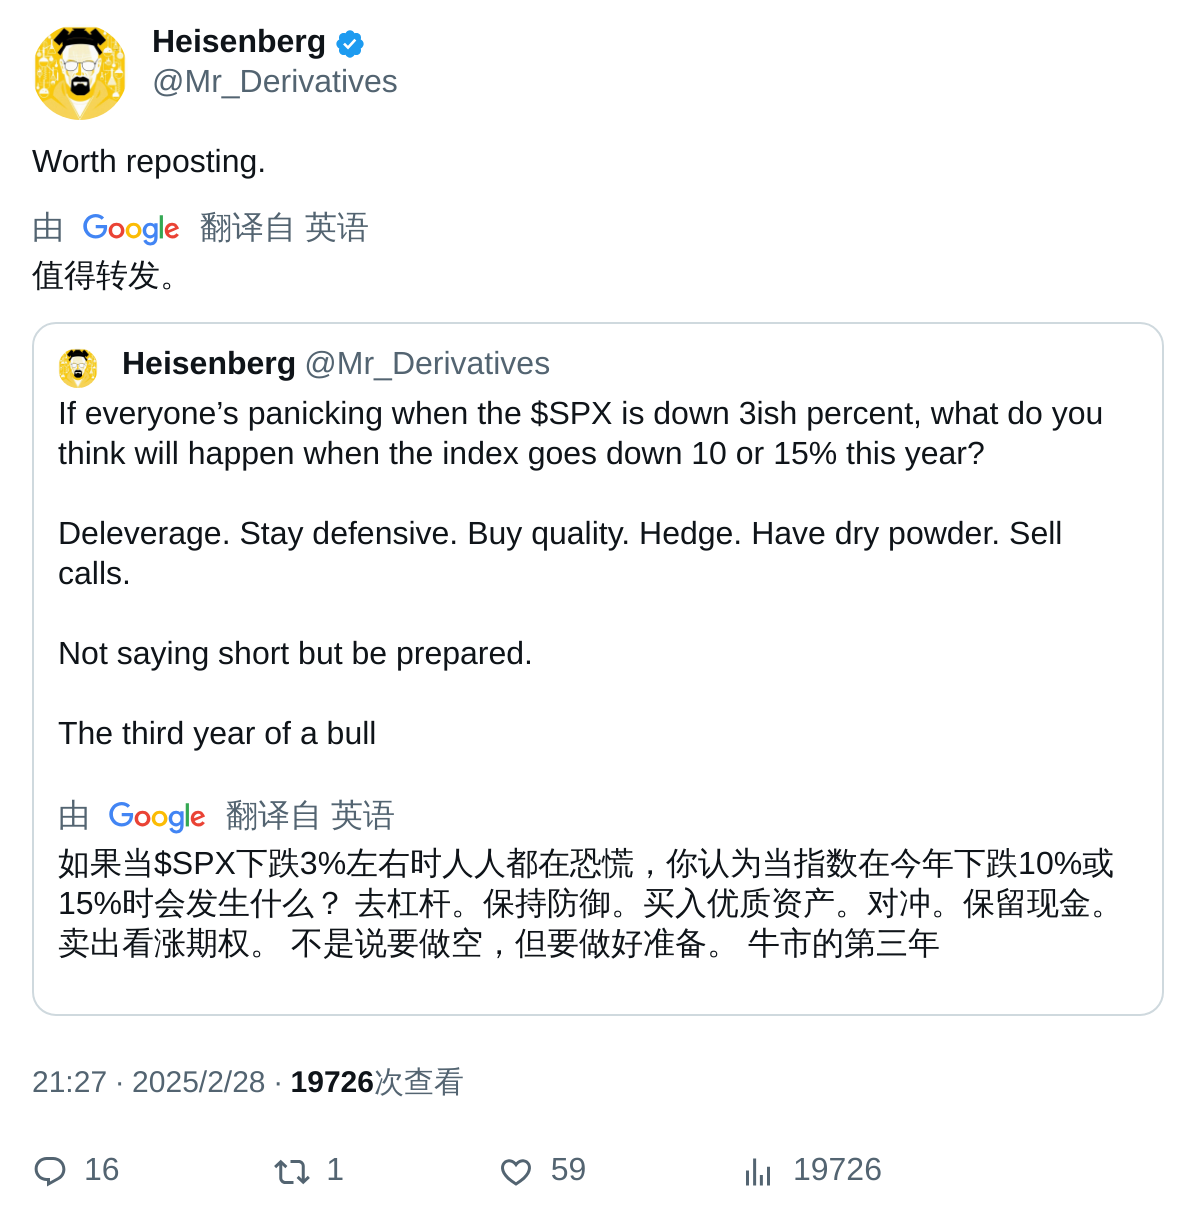 Heisenberg
@Mr_Derivatives
Worth reposting.
由 Google 翻译自 英语
值得转发。
Heisenberg @Mr_Derivatives
If everyone’s panicking when the $SPX is down 3ish percent, what do you
think will happen when the index goes down 10 or 15% this year?
Deleverage. Stay defensive. Buy quality. Hedge. Have dry powder. Sell
calls.
Not saying short but be prepared.
The third year of a bull
由 Google 翻译自 英语
如果当$SPX下跌3%左右时人人都在恐慌，你认为当指数在今年下跌10%或
15%时会发生什么？ 去杠杆。保持防御。买入优质资产。对冲。保留现金。
卖出看涨期权。 不是说要做空，但要做好准备。 牛市的第三年
21:27 · 2025/2/28 · 19726次查看
16 1 59 19726